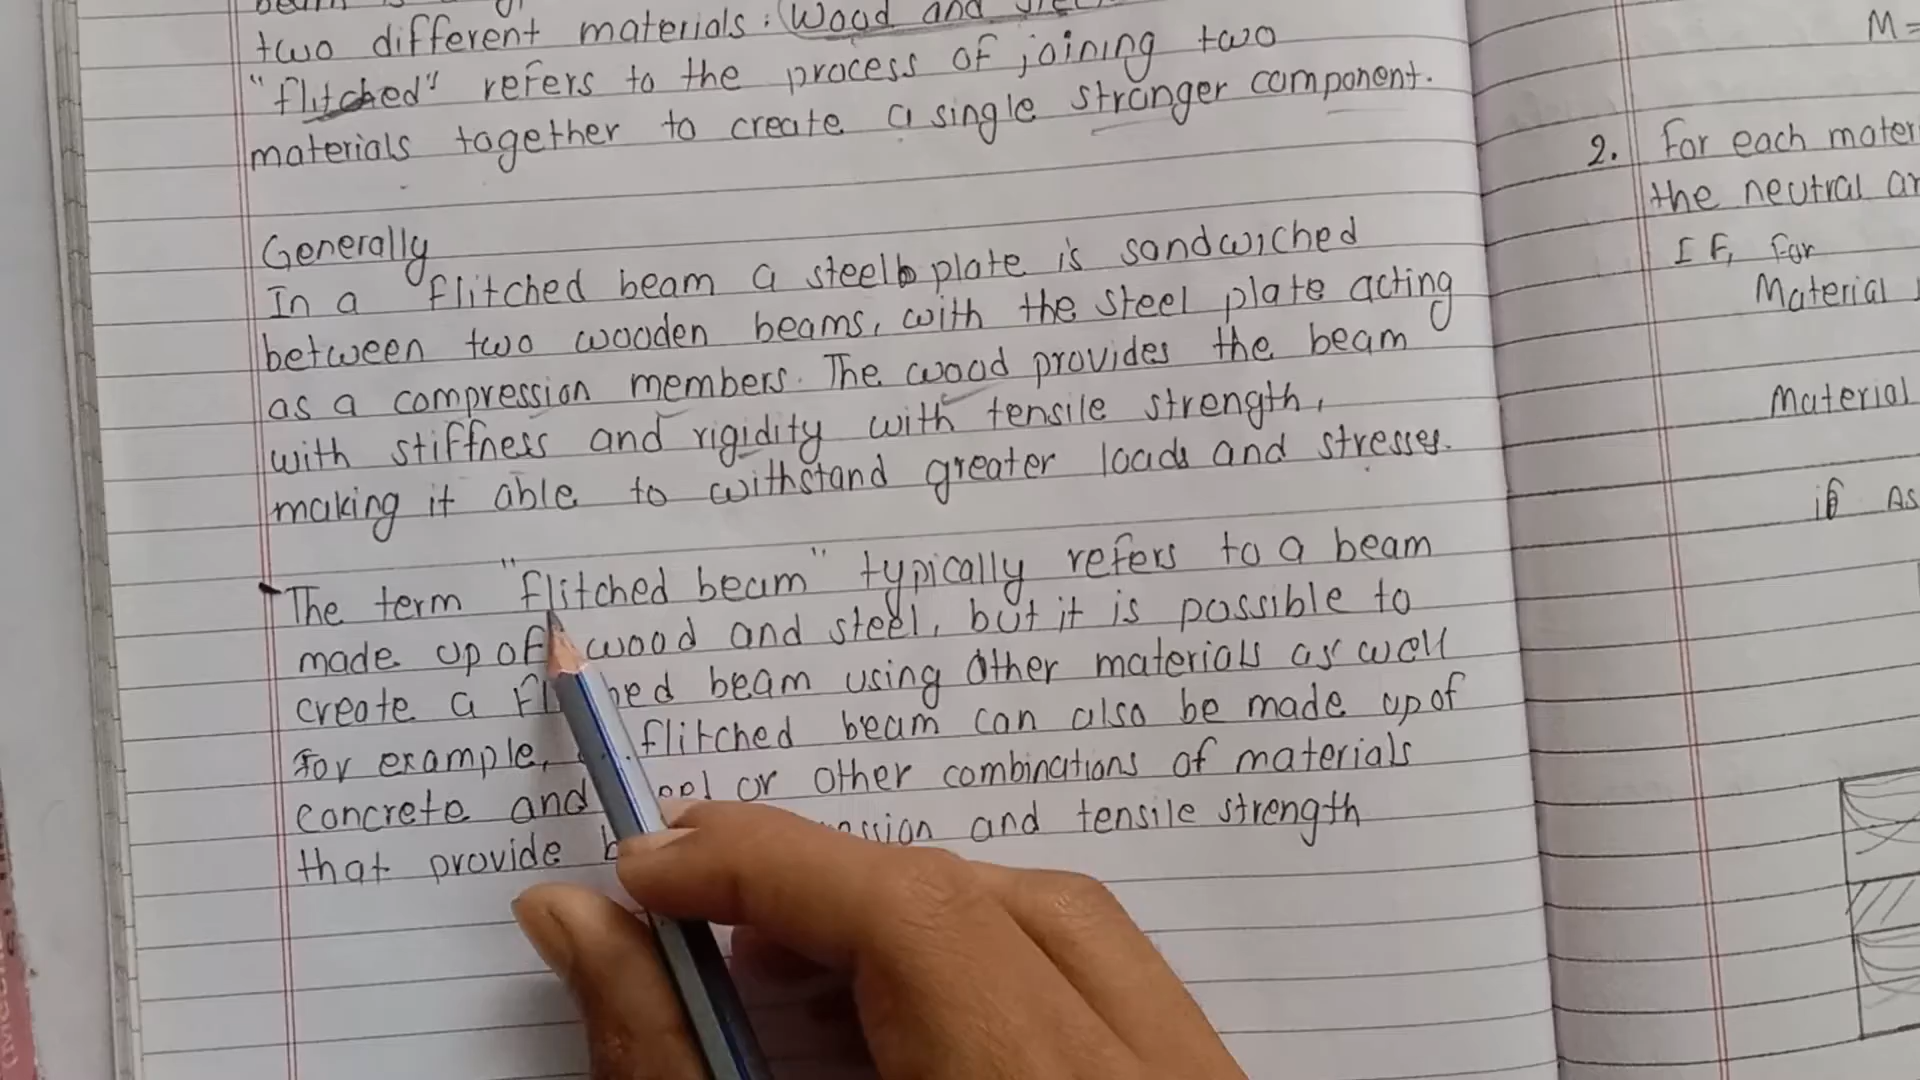 two different materials: Wood and
"flitched" refers to the process of joining two
materials together to create a single stronger component.
Generally
In a flitched beam a steel plate is sandwiched
between two wooden beams, with the steel plate acting
as a compression members. The wood provides the beam
with stiffness and rigidity with tensile strength,
making it able to withstand greater loads and stresses.
The term "flitched beam" typically refers to a beam
made up of wood and steel, but it is possible to
create a beam using other materials as well
For example, flitched beam can also be made up of
concrete and or other combinations of materials
that provide and tensile strength
M=
2. For each
the neutral
IF, For
Material
Material
if As